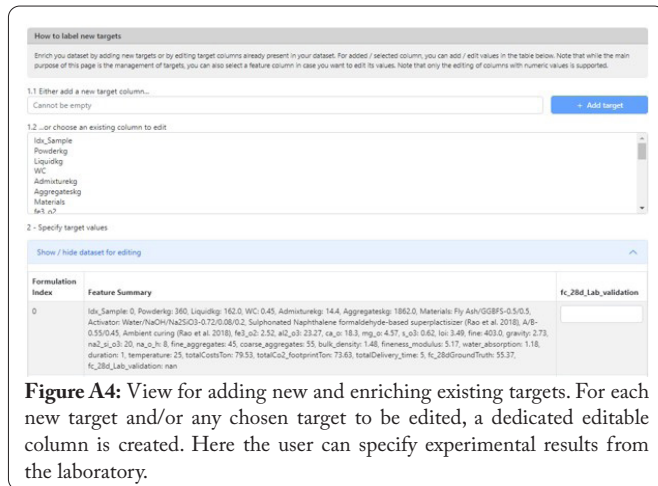 How to label new targets
Enrich you dataset by adding new targets or by editing target columns already present in your dataset. For added / selected column, you can add / edit values in the table below. Note that while the main
purpose of this page is the management of targets, you can also select a feature column in case you want to edit its values. Note that only the editing of columns with numeric values is supported.
1.1 Either add a new target column...
Cannot be empty
+ Add target
1.2 ...or choose an existing column to edit
Idx_Sample
Powderkg
Liquidkg
WC
Admixturekg
Aggregateskg
Materials
fe3_o2
2 - Specify target values
Show / hide dataset for editing
Formulation
Index
Feature Summary
fc_28d_Lab_validation
0
Idx_Sample: 0, Powderkg: 360, Liquidkg: 162.0, WC: 0.45, Admixturekg: 14.4, Aggregateskg: 1862.0, Materials: Fly Ash/GGBFS-0.5/0.5,
Activator: Water/NaOH/Na2SiO3-0.72/0.08/0.2, Sulphonated Naphthalene formaldehyde-based superplactisizer (Rao et al. 2018), A/B-
0.55/0.45, Ambient curing (Rao et al. 2018), fe3_o2: 2.52, al2_o3: 23.27, ca_o: 18.3, mg_o: 4.57, s_o3: 0.62, loi: 3.49, fine: 403.0, gravity: 2.73,
na2_si_o3: 20, na_o_h: 8, fine_aggregates: 45, coarse_aggregates: 55, bulk_density: 1.48, fineness_modulus: 5.17, water_absorption: 1.18,
duration: 1, temperature: 25, totalCostsTon: 79.53, totalCo2_footprintTon: 73.63, totalDelivery_time: 5, fc_28dGroundTruth: 55.37,
fc_28d_Lab_validation: nan
Figure A4: View for adding new and enriching existing targets. For each
new target and/or any chosen target to be edited, a dedicated editable
column is created. Here the user can specify experimental results from
the laboratory.